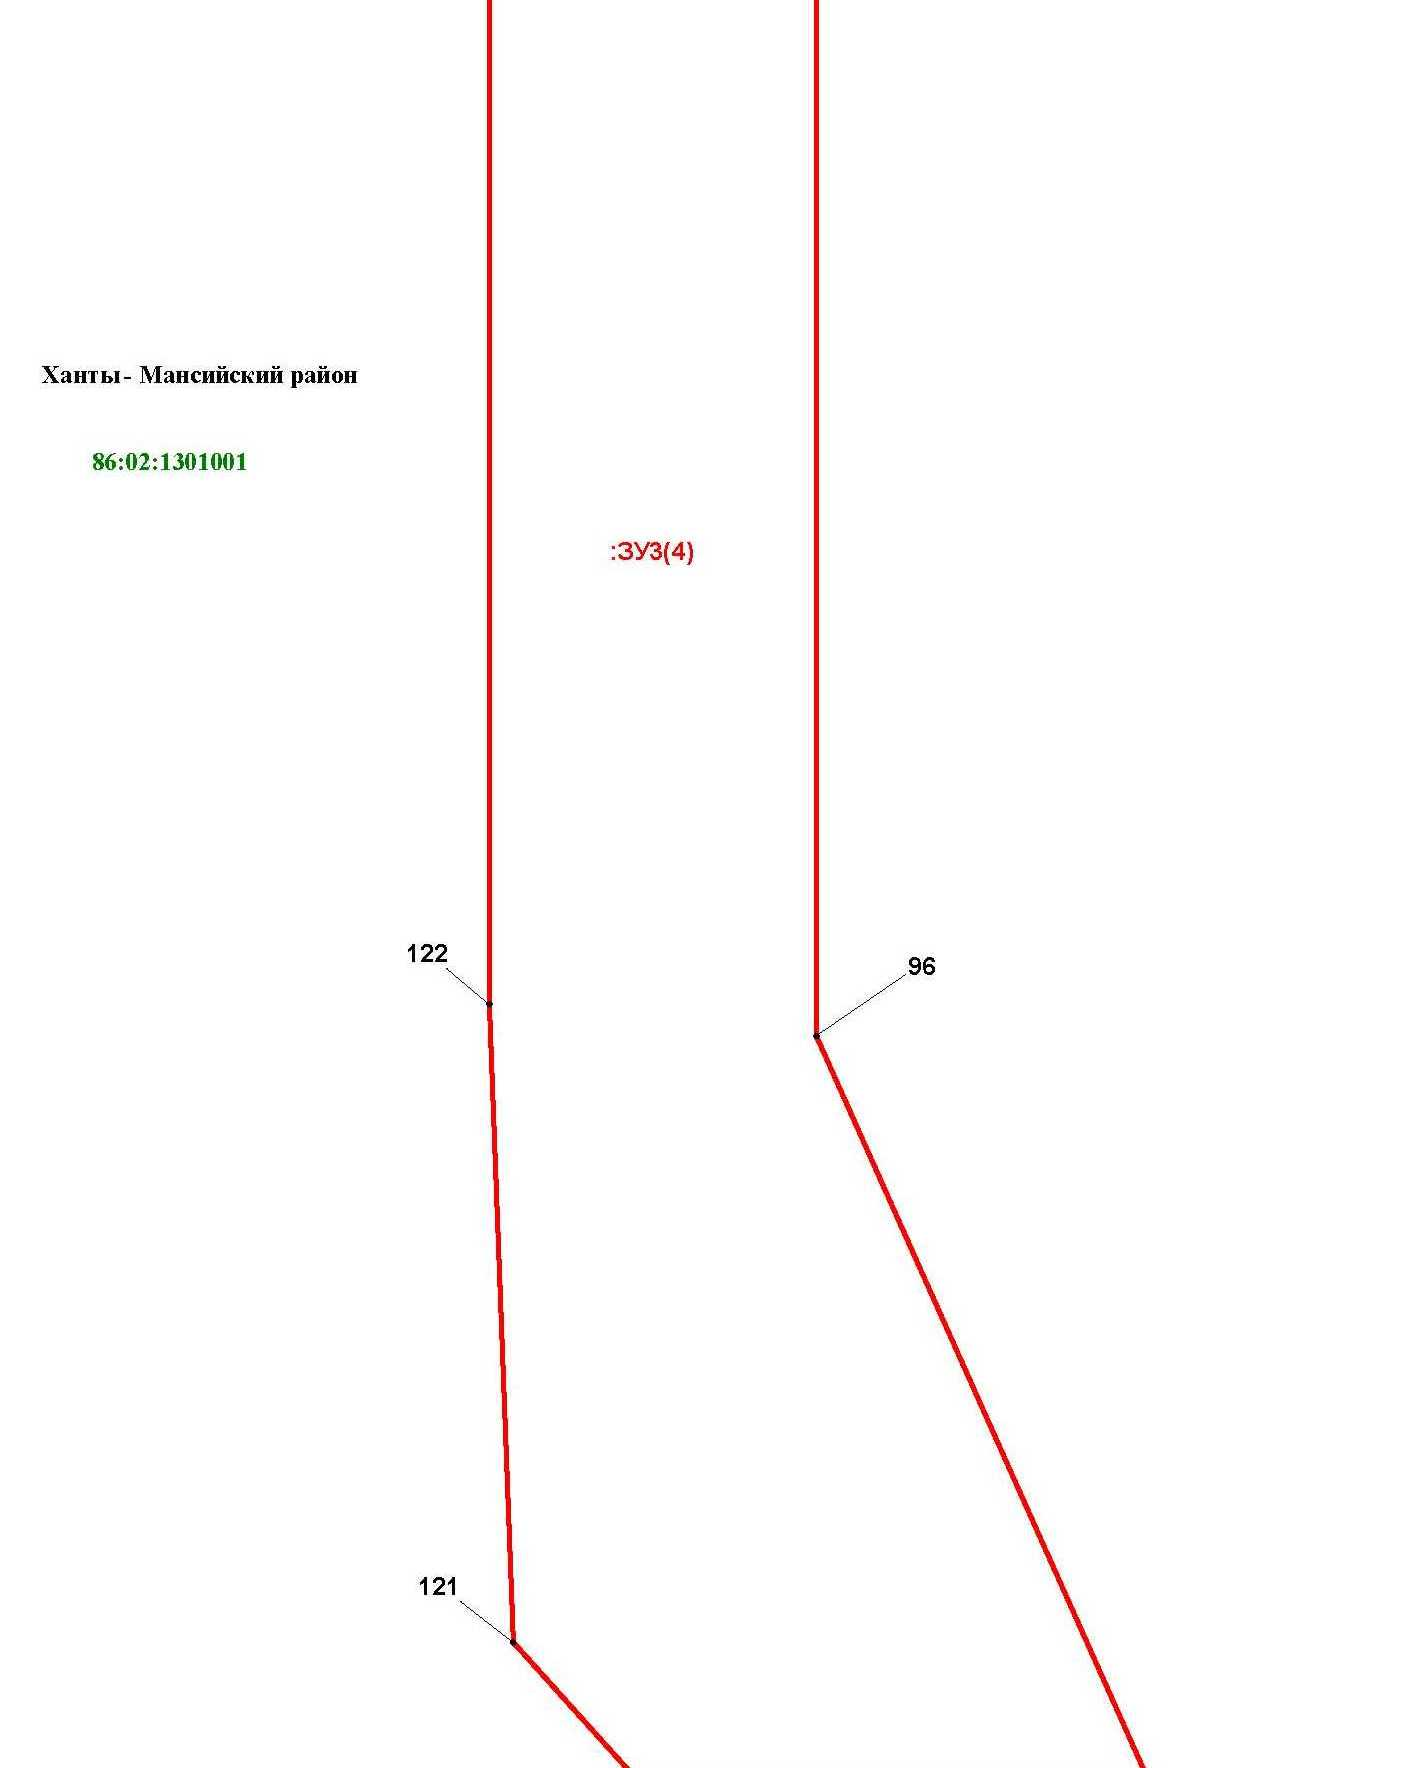 Ханты- Мансийский район
86:02:1301001
:ЗУ3(4)
122
96
121